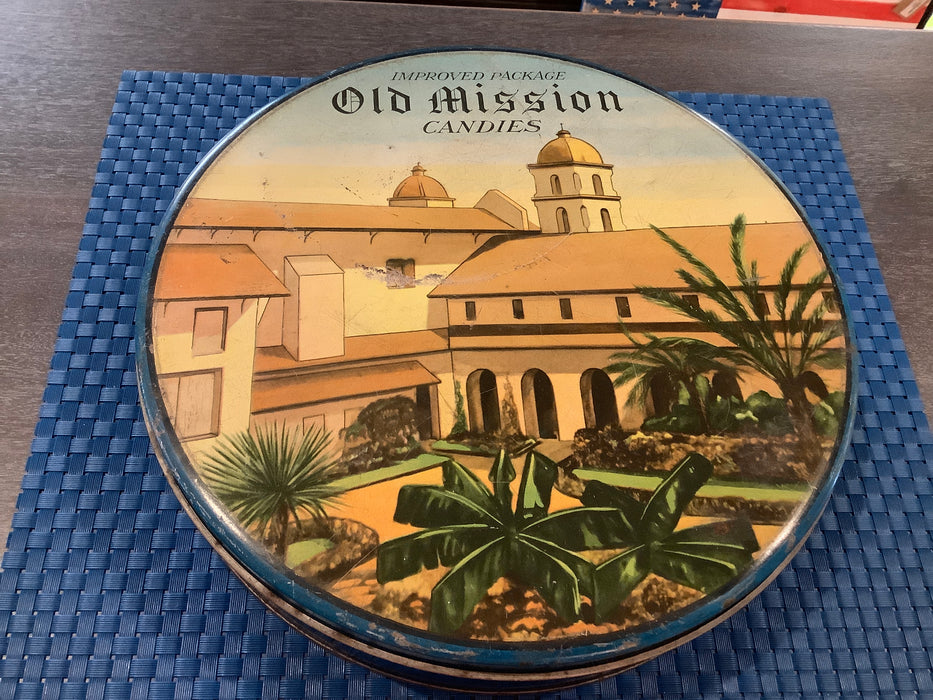 IMPROVED PACKAGE
Old Mission
CANDIES